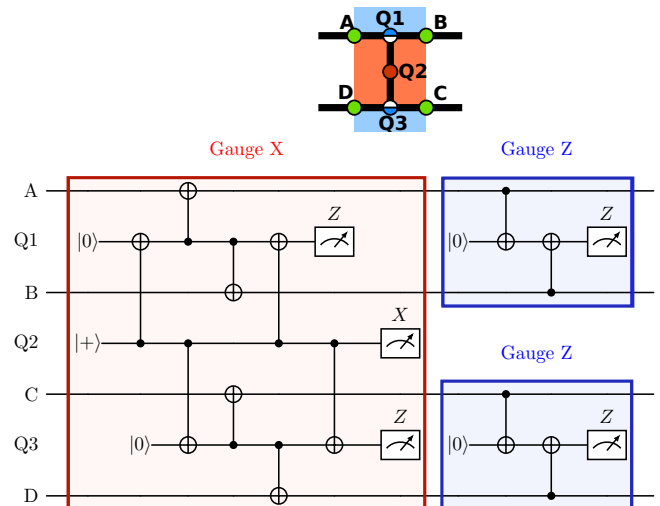 A Q1 B
Q2
D Q3 C
Gauge X Gauge Z
A
Z Z
Q1 |0⟩ |0⟩
B
X
Q2 |+⟩
Gauge Z
C
Z Z
Q3 |0⟩ |0⟩
D